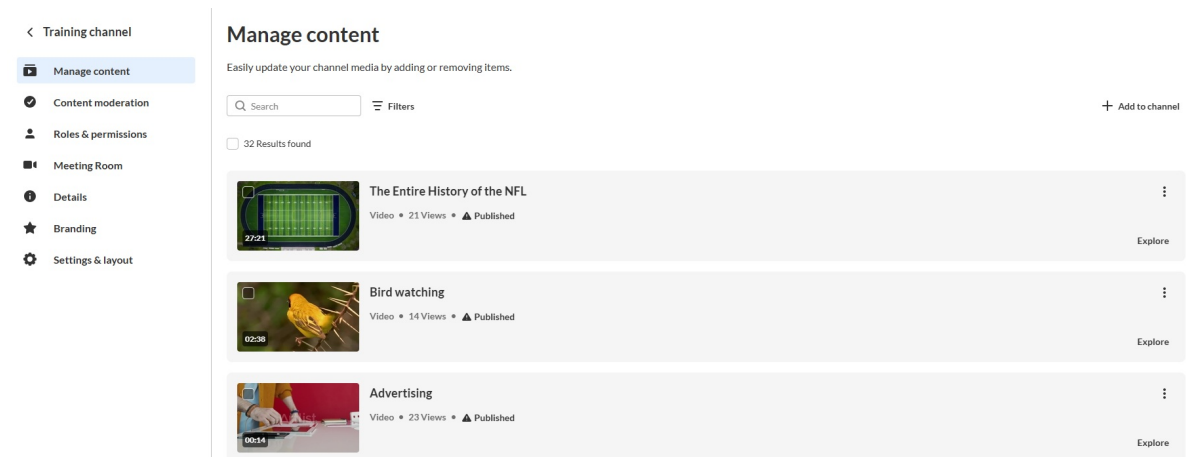 Training channel
Manage content
Content moderation
Roles & permissions
Meeting Room
Details
Branding
Settings & layout
Manage content
Easily update your channel media by adding or removing items.
Search
Filters
Add to channel
32 Results found
The Entire History of the NFL
Video • 21 Views • Published
27:21
Explore
Bird watching
Video • 14 Views • Published
02:38
Explore
Advertising
Video • 23 Views • Published
00:14
Explore